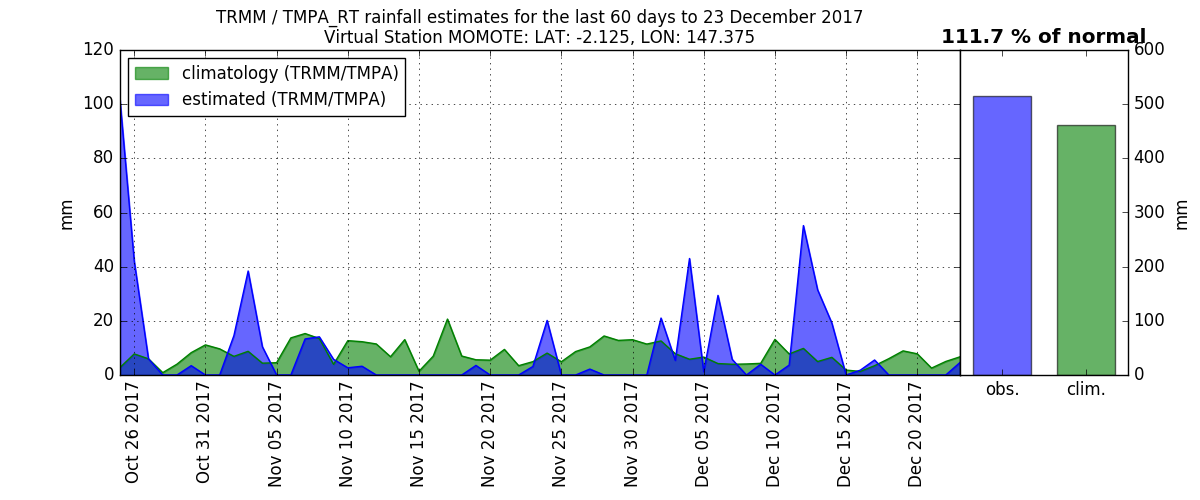 TRMM / TMPA_RT rainfall estimates for the last 60 days to 23 December 2017
Virtual Station MOMOTE: LAT: -2.125, LON: 147.375
111.7 % of normal
climatology (TRMM/TMPA)
estimated (TRMM/TMPA)
mm
120
100
80
60
40
20
0
Oct 26 2017
Oct 31 2017
Nov 05 2017
Nov 10 2017
Nov 15 2017
Nov 20 2017
Nov 25 2017
Nov 30 2017
Dec 05 2017
Dec 10 2017
Dec 15 2017
Dec 20 2017
obs.
clim.
600
500
400
300
200
100
0
mm